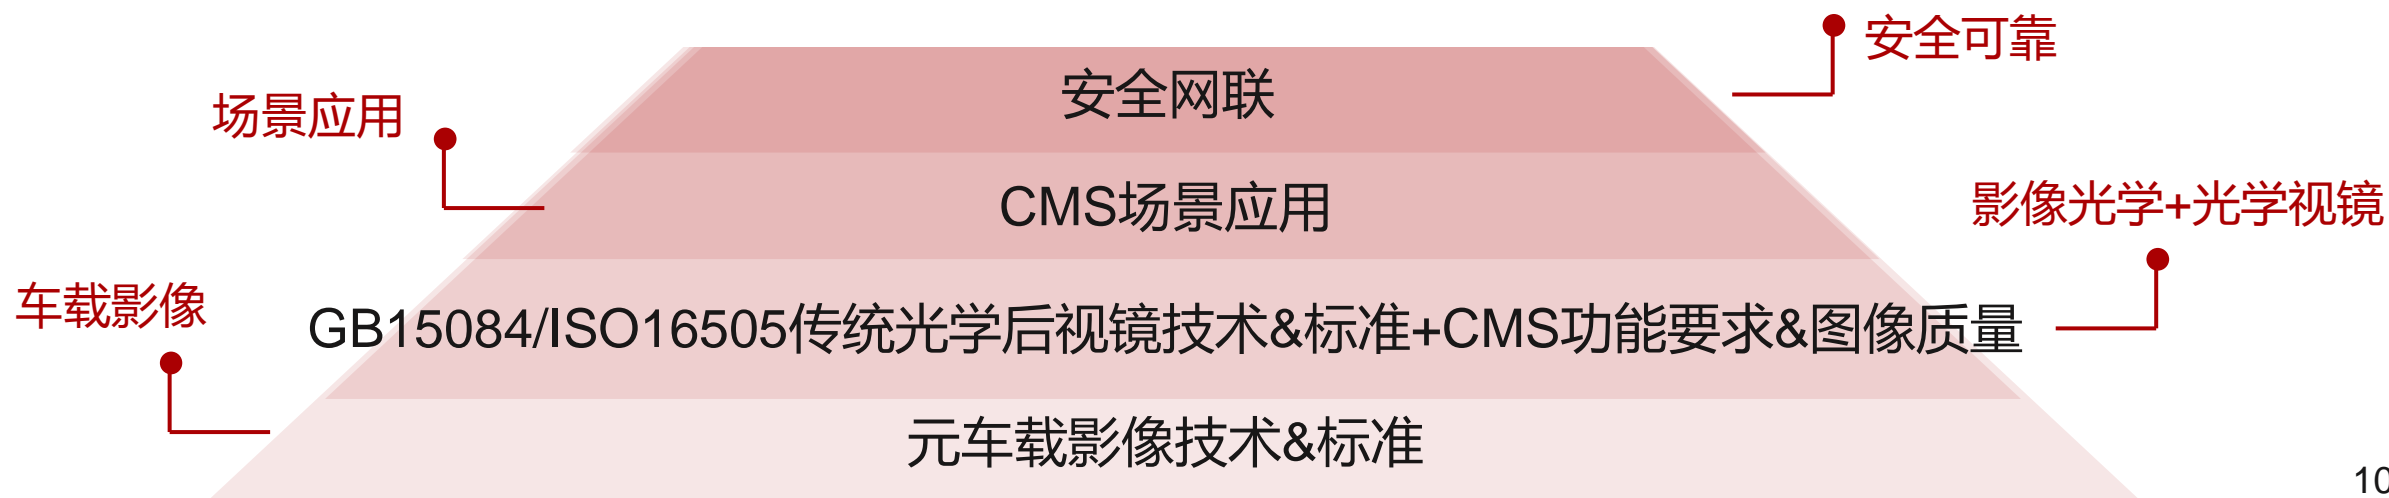 安全可靠
安全网联
场景应用
CMS场景应用
影像光学+光学视镜
车载影像
GB15084/ISO16505传统光学后视镜技术&标准+CMS功能要求&图像质量
元车载影像技术&标准
10